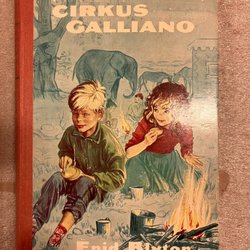 CIRKUS
GALLIANO
Enid Blyton